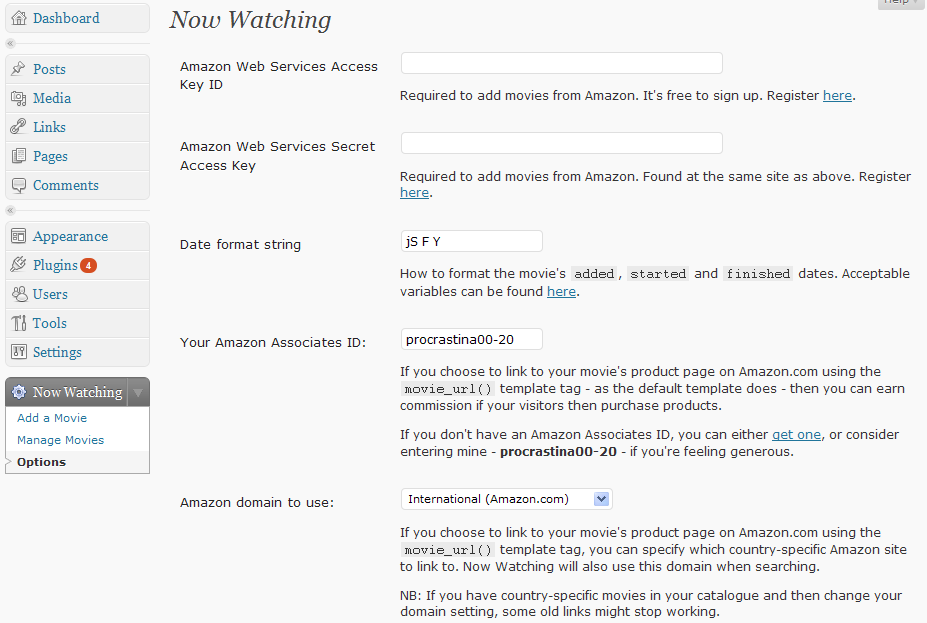 Dashboard
Posts
Media
Links
Pages
Comments
Appearance
Plugins 4
Users
Tools
Settings
Now Watching
Add a Movie
Manage Movies
Options
Help
Now Watching
Amazon Web Services Access
Key ID
Required to add movies from Amazon. It's free to sign up. Register here.
Amazon Web Services Secret
Access Key
Required to add movies from Amazon. Found at the same site as above. Register
here.
Date format string
jS F Y
How to format the movie's added, started and finished dates. Acceptable
variables can be found here.
Your Amazon Associates ID:
procrastina00-20
If you choose to link to your movie's product page on Amazon.com using the
movie_url() template tag - as the default template does - then you can earn
commission if your visitors then purchase products.
If you don't have an Amazon Associates ID, you can either get one, or consider
entering mine - procrastina00-20 - if you're feeling generous.
Amazon domain to use:
International (Amazon.com)
If you choose to link to your movie's product page on Amazon.com using the
movie_url() template tag, you can specify which country-specific Amazon site
to link to. Now Watching will also use this domain when searching.
NB: If you have country-specific movies in your catalogue and then change your
domain setting, some old links might stop working.